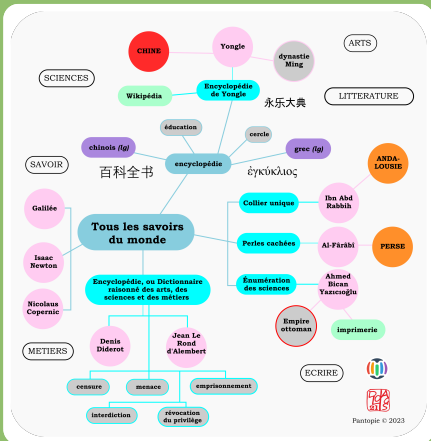 CHINE
Yongle
dynastie
Ming
ARTS
SCIENCES
Wikipédia
Encyclopédie
de Yongle
永乐大典
LITTERATURE
éducation
cercle
chinois (lg)
encyclopédie
grec (lg)
SAVOIR
百科全书
ἐγκύκλιος
ANDA-
LOUSIE
Galilée
Collier unique
Ibn Abd
Rabbih
Tous les savoirs
du monde
Perles cachées
Al-Fârâbî
PERSE
Isaac
Newton
Encyclopédie, ou Dictionnaire
raisonné des arts, des
sciences et des métiers
Énumération
des sciences
Ahmed
Bican
Yazıcıoğlu
Nicolaus
Copernic
Empire
ottoman
imprimerie
METIERS
Denis
Diderot
Jean Le
Rond
d'Alembert
ECRIRE
censure
menace
emprisonnement
interdiction
révocation
du privilège
Pantopie © 2023